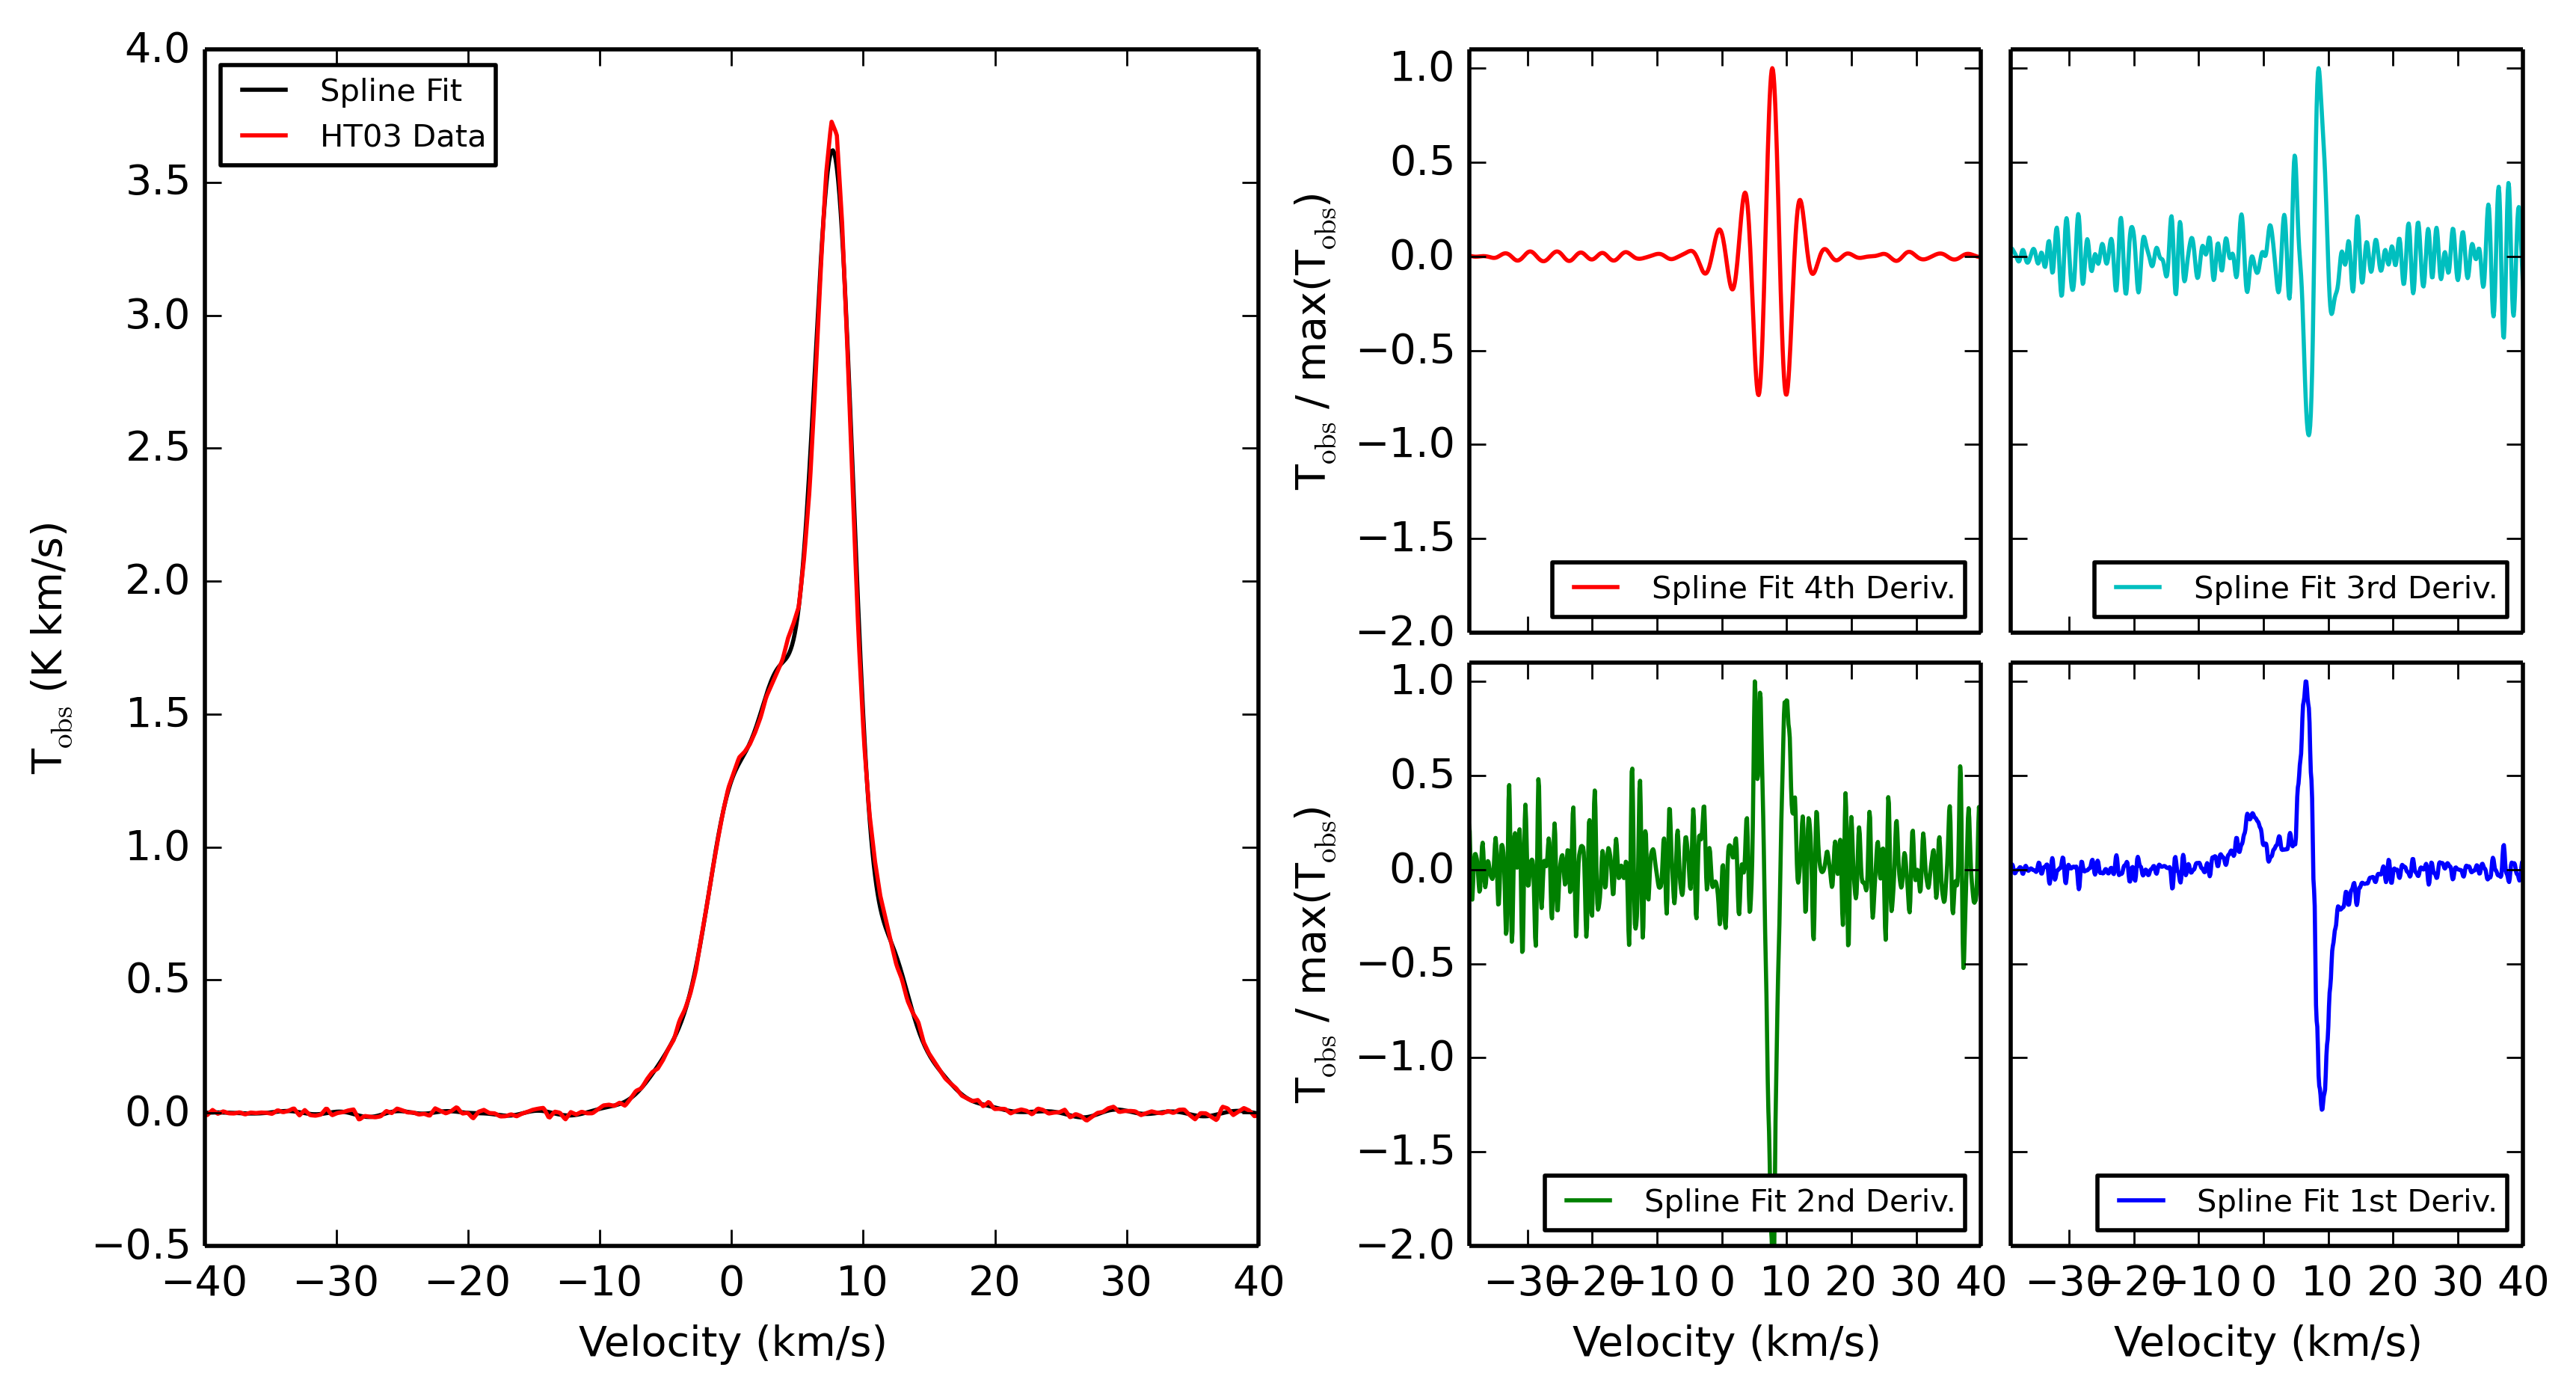 4.0
3.5
3.0
2.5
2.0
1.5
1.0
0.5
0.0
−0.5
T_obs (K km/s)
Spline Fit
HT03 Data
−40 −30 −20 −10 0 10 20 30 40
Velocity (km/s)
1.0
0.5
0.0
−0.5
−1.0
−1.5
−2.0
T_obs / max(T_obs)
Spline Fit 4th Deriv.
Spline Fit 3rd Deriv.
1.0
0.5
0.0
−0.5
−1.0
−1.5
−2.0
T_obs / max(T_obs)
Spline Fit 2nd Deriv.
Spline Fit 1st Deriv.
−30 −20 −10 0 10 20 30 40
−30 −20 −10 0 10 20 30 40
Velocity (km/s)
Velocity (km/s)